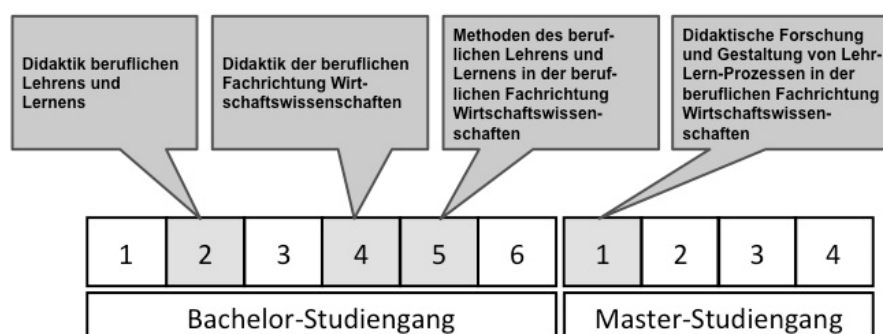 Didaktik beruflichen
Lehrens und
Lernens
Didaktik der beruflichen
Fachrichtung Wirt-
schaftswissenschaften
Methoden des beruf-
lichen Lehrens und
Lernens in der beruf-
lichen Fachrichtung
Wirtschaftswissen-
schaften
Didaktische Forschung
und Gestaltung von Lehr-
Lern-Prozessen in der
beruflichen Fachrichtung
Wirtschaftswissen-
schaften
1 2 3 4 5 6 1 2 3 4
Bachelor-Studiengang Master-Studiengang